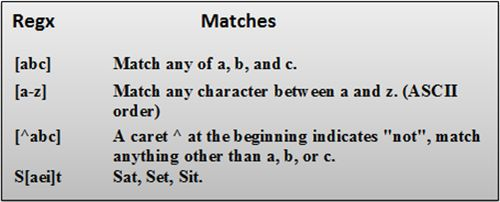 Regx Matches
[abc] Match any of a, b, and c.
[a-z] Match any character between a and z. (ASCII
order)
[^abc] A caret ^ at the beginning indicates "not", match
anything other than a, b, or c.
S[aei]t Sat, Set, Sit.